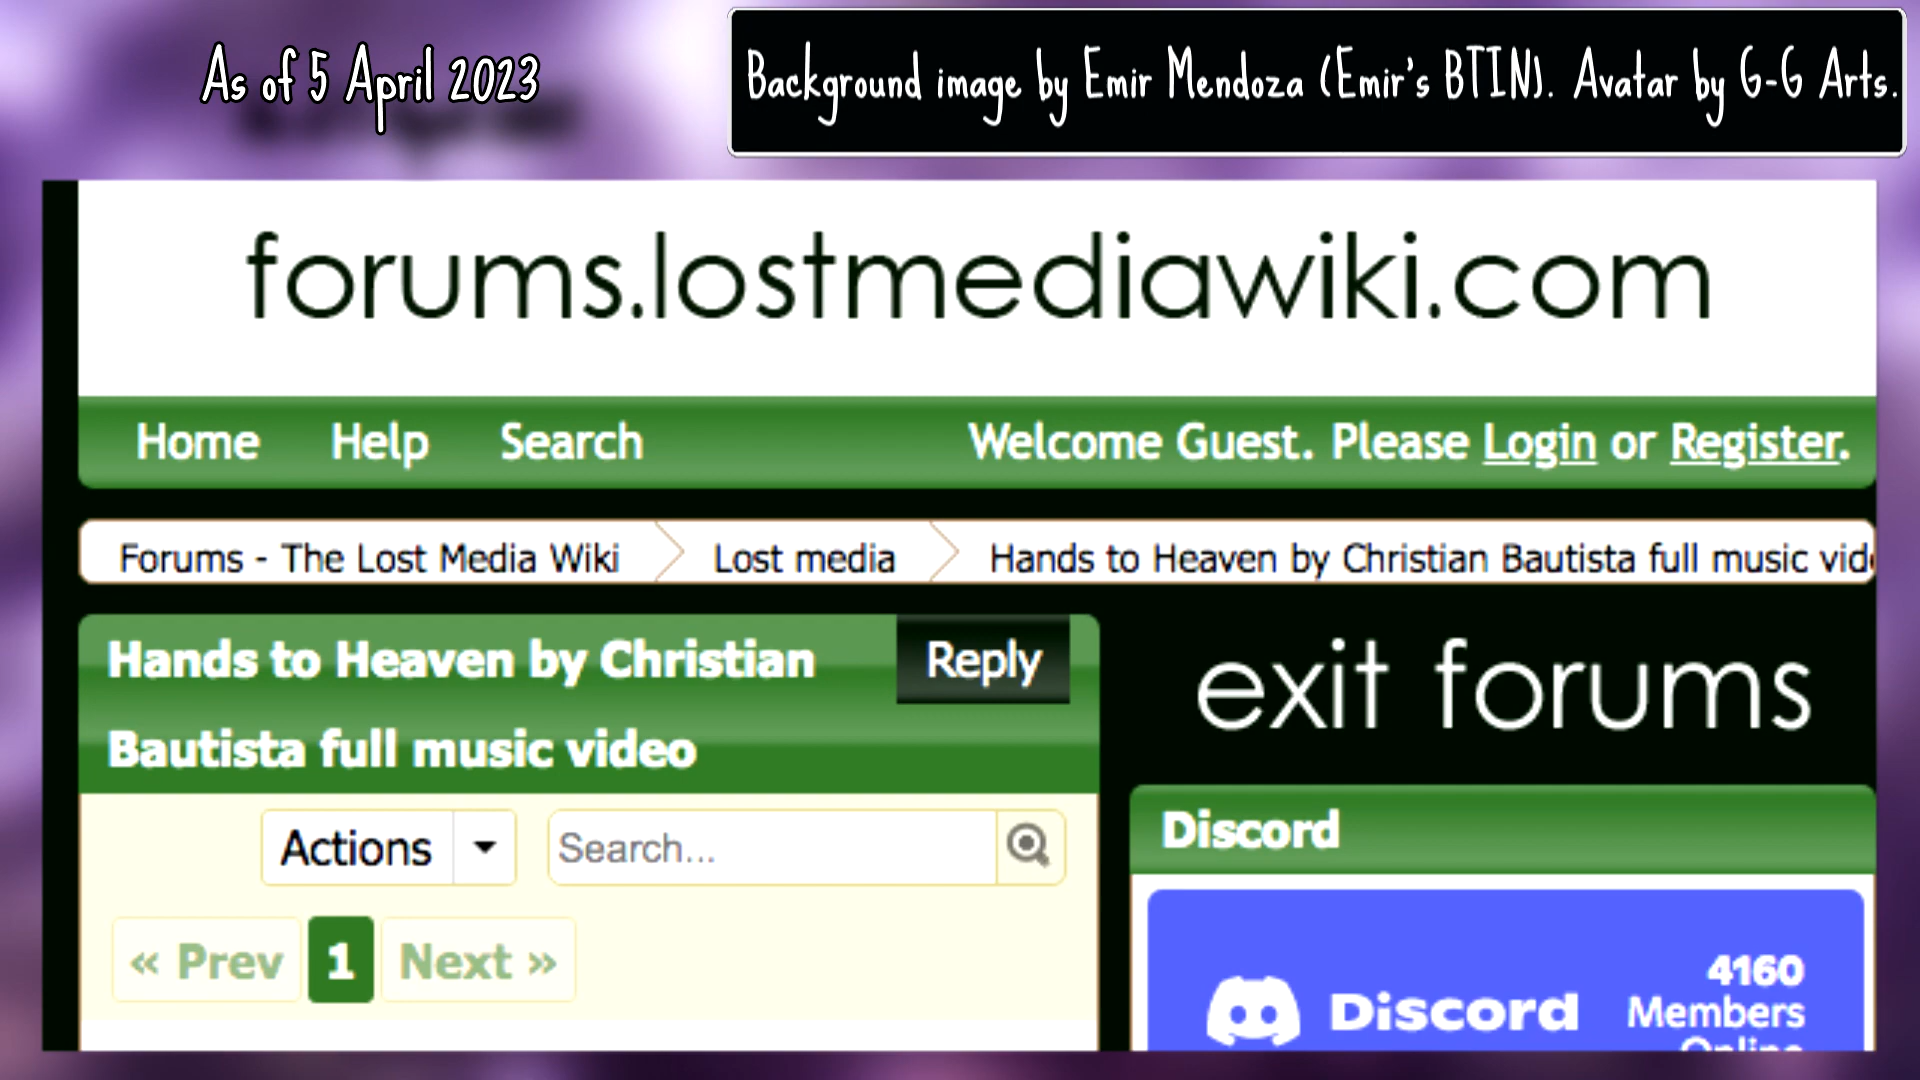 As of 5 April 2023
Background image by Emir Mendoza (Emir's BTIN). Avatar by G-G Arts.
forums.lostmediawiki.com
Home Help Search Welcome Guest. Please Login or Register.
Forums - The Lost Media Wiki Lost media Hands to Heaven by Christian Bautista full music vide
Hands to Heaven by Christian
Bautista full music video
Reply
exit forums
Actions Search...
« Prev 1 Next »
Discord
Discord
4160
Members
Online